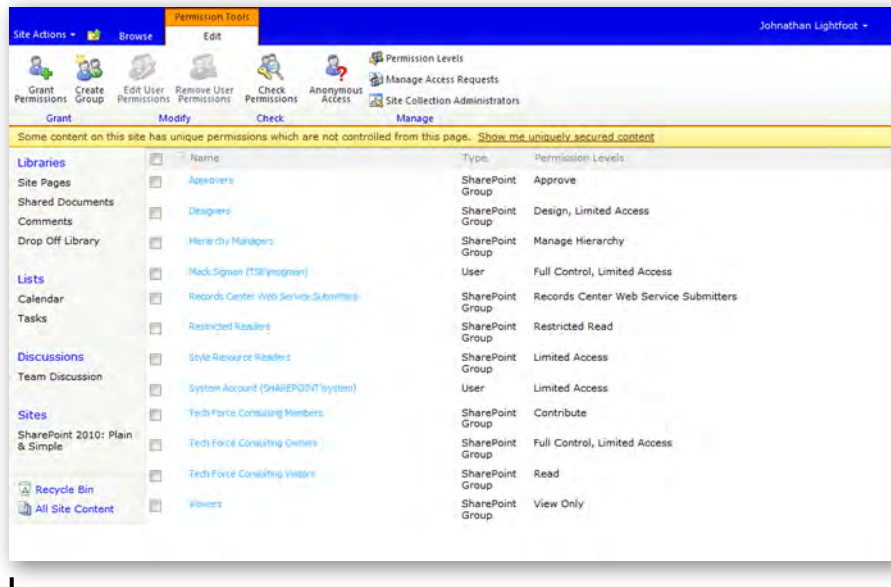 Permission Tools
Johnathan Lightfoot
Site Actions
Browse
Edit
Grant Permissions
Create Group
Edit User Permissions
Remove User Permissions
Check Permissions
Anonymous Access
Permission Levels
Manage Access Requests
Site Collection Administrators
Grant
Modify
Check
Manage
Some content on this site has unique permissions which are not controlled from this page. Show me uniquely secured content
Libraries
Site Pages
Shared Documents
Comments
Drop Off Library
Lists
Calendar
Tasks
Discussions
Team Discussion
Sites
SharePoint 2010: Plain
& Simple
Recycle Bin
All Site Content
Name Type Permission Levels
Approvers SharePoint Group Approve
Designers SharePoint Group Design, Limited Access
Hierarchy Managers SharePoint Group Manage Hierarchy
Mack Sigman (TSB\msigman) User Full Control, Limited Access
Records Center Web Service Submitters SharePoint Group Records Center Web Service Submitters
Restricted Readers SharePoint Group Restricted Read
Style Resource Readers SharePoint Group Limited Access
System Account (SHAREPOINT\system) User Limited Access
Tech Force Consulting Members SharePoint Group Contribute
Tech Force Consulting Owners SharePoint Group Full Control, Limited Access
Tech Force Consulting Visitors SharePoint Group Read
Viewers SharePoint Group View Only